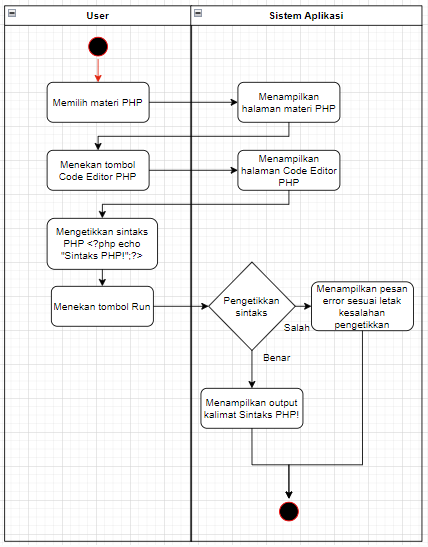 User
Sistem Aplikasi
Memilih materi PHP
Menampilkan
halaman materi PHP
Menekan tombol
Code Editor PHP
Menampilkan
halaman Code Editor
PHP
Mengetikkan sintaks
PHP <?php echo
"Sintaks PHP!";?>
Menekan tombol Run
Pengetikkan
sintaks
Salah
Menampilkan pesan
error sesuai letak
kesalahan
pengetikkan
Benar
Menampilkan output
kalimat Sintaks PHP!